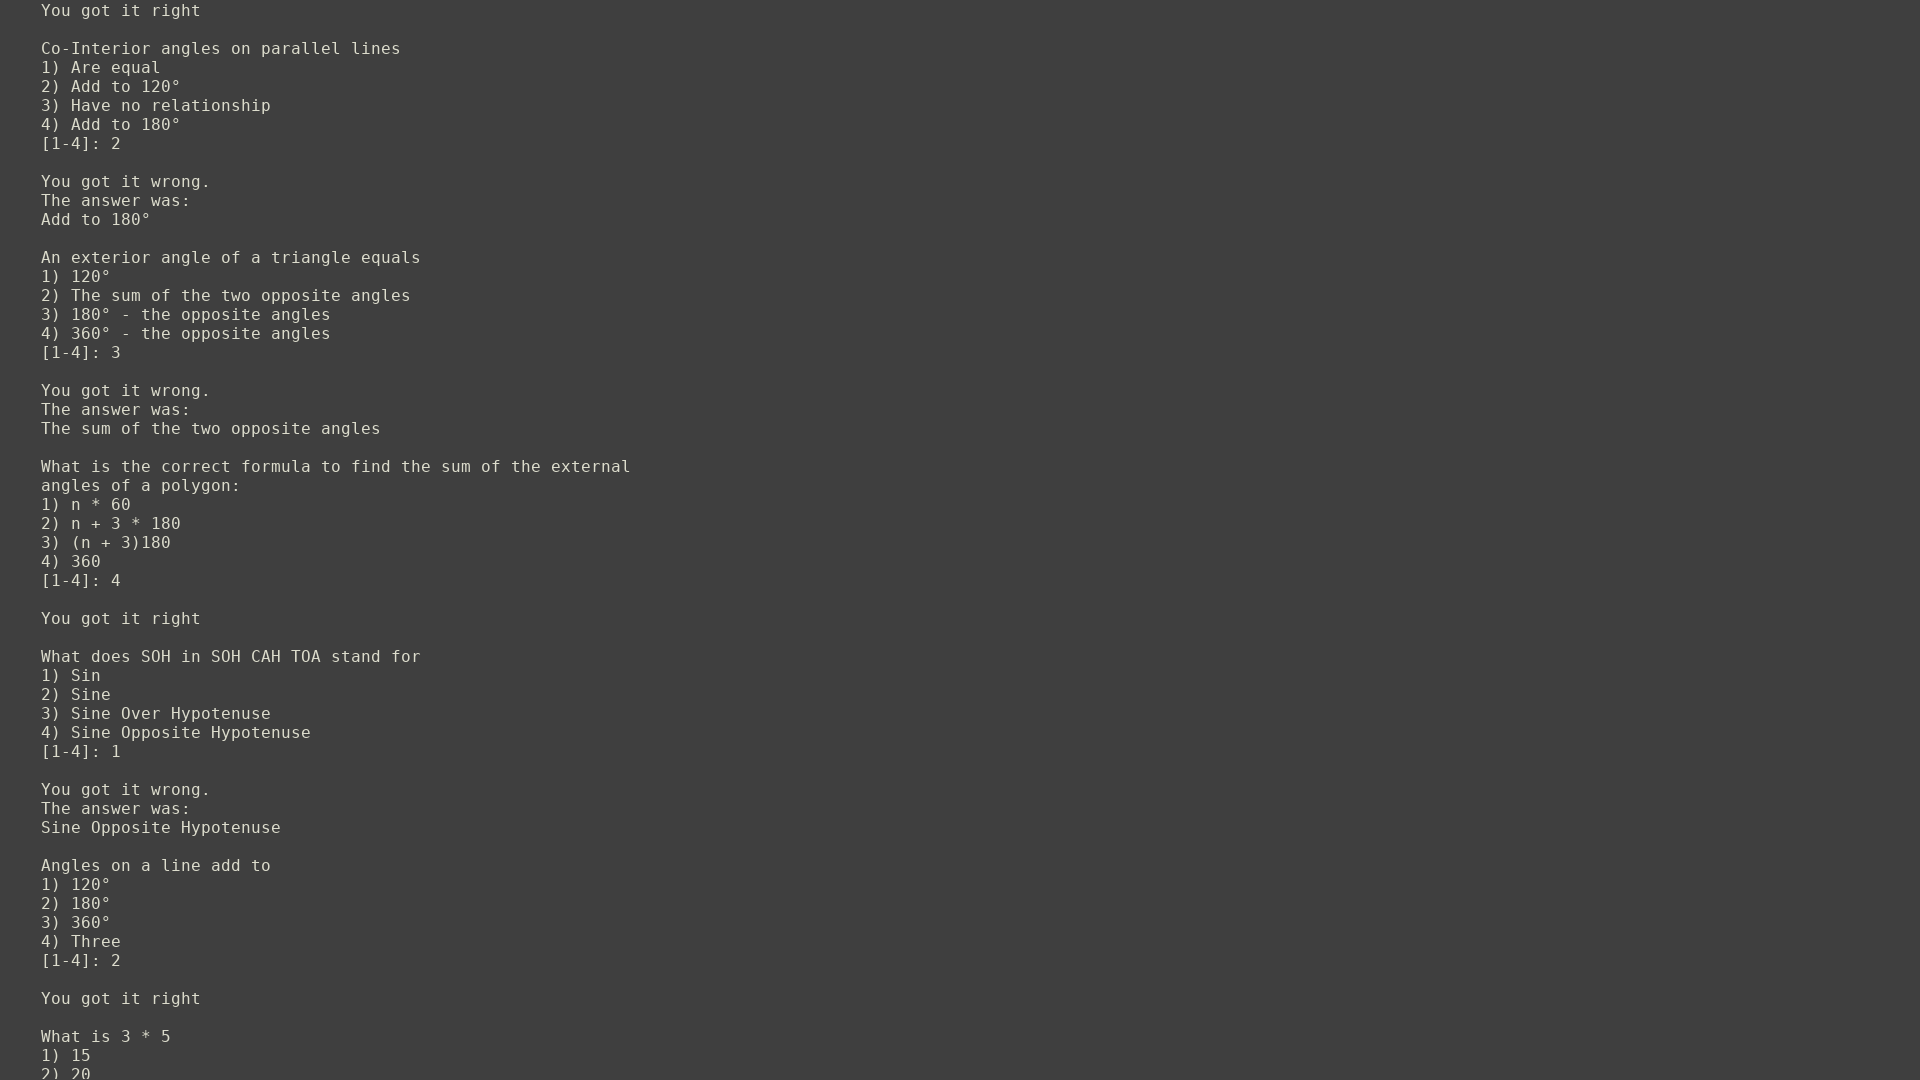 You got it right
Co-Interior angles on parallel lines
1) Are equal
2) Add to 120°
3) Have no relationship
4) Add to 180°
[1-4]: 2
You got it wrong.
The answer was:
Add to 180°
An exterior angle of a triangle equals
1) 120°
2) The sum of the two opposite angles
3) 180° - the opposite angles
4) 360° - the opposite angles
[1-4]: 3
You got it wrong.
The answer was:
The sum of the two opposite angles
What is the correct formula to find the sum of the external
angles of a polygon:
1) n * 60
2) n + 3 * 180
3) (n + 3)180
4) 360
[1-4]: 4
You got it right
What does SOH in SOH CAH TOA stand for
1) Sin
2) Sine
3) Sine Over Hypotenuse
4) Sine Opposite Hypotenuse
[1-4]: 1
You got it wrong.
The answer was:
Sine Opposite Hypotenuse
Angles on a line add to
1) 120°
2) 180°
3) 360°
4) Three
[1-4]: 2
You got it right
What is 3 * 5
1) 15
2) 20